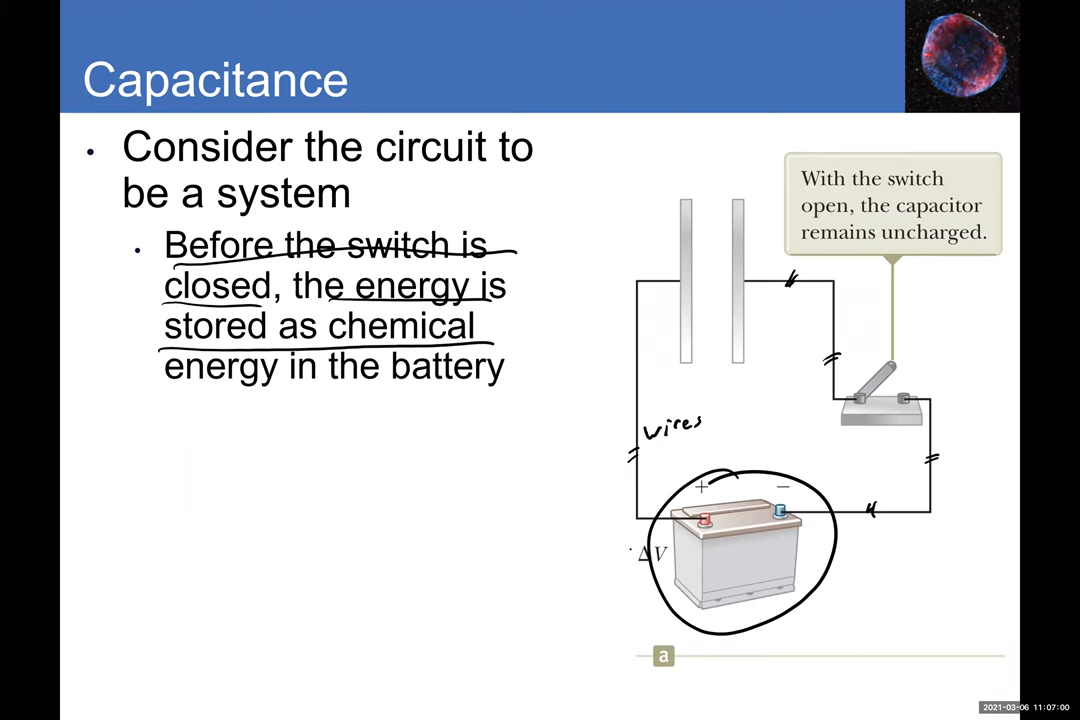 Capacitance
• Consider the circuit to
be a system
• Before the switch is
closed, the energy is
stored as chemical
energy in the battery
With the switch
open, the capacitor
remains uncharged.
wires
+ −
ΔV
a
2021-03-06 11:07:00